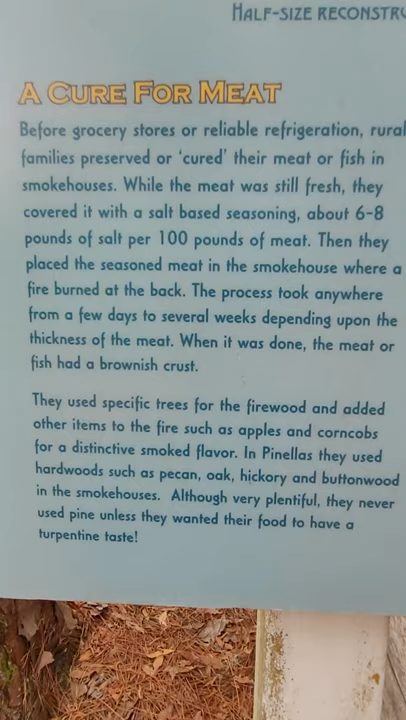 HALF-SIZE
A CURE FOR MEAT
Before grocery stores or reliable refrigeration, rural
families preserved or ‘cured’ their meat or fish in
smokehouses. While the meat was still fresh, they
covered it with a salt based seasoning, about 6-8
pounds of salt per 100 pounds of meat. Then they
placed the seasoned meat in the smokehouse where a
fire burned at the back. The process took anywhere
from a few days to several weeks depending upon the
thickness of the meat. When it was done, the meat or
fish had a brownish crust.
They used specific trees for the firewood and added
other items to the fire such as apples and corncobs
for a distinctive smoked flavor. In Pinellas they used
hardwoods such as pecan, oak, hickory and buttonwood
in the smokehouses. Although very plentiful, they never
used pine unless they wanted their food to have a
turpentine taste!